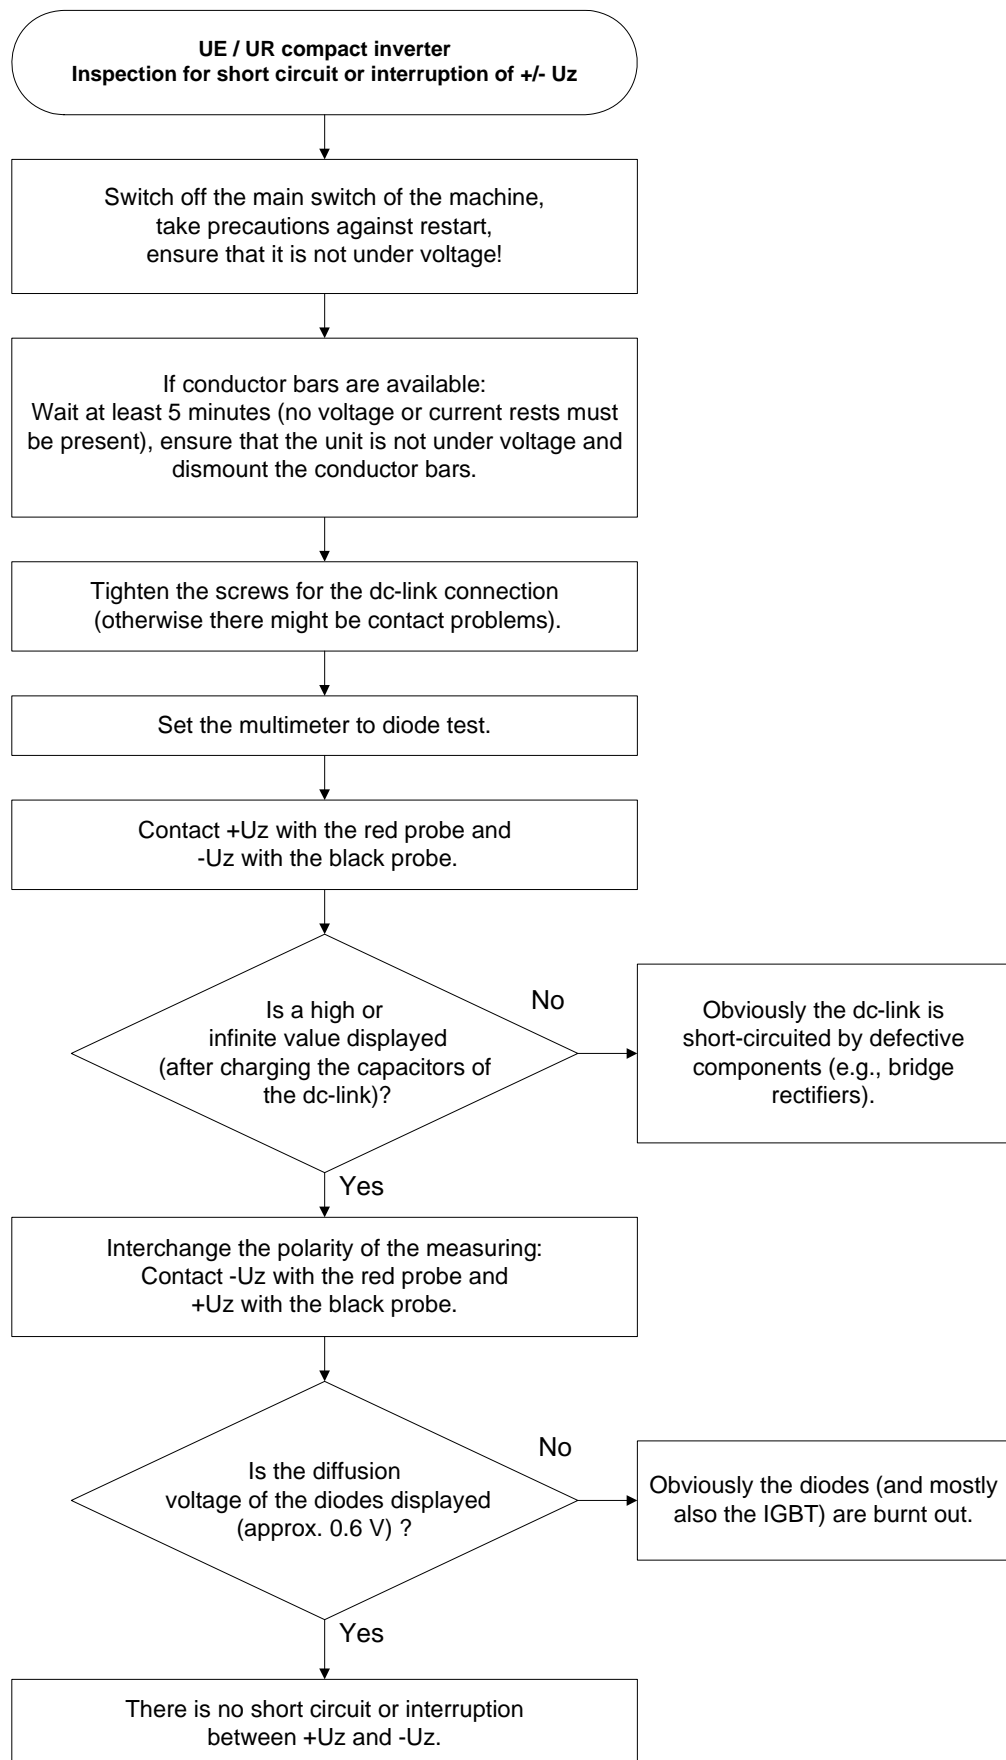 UE / UR compact inverter
Inspection for short circuit or interruption of +/- Uz
Switch off the main switch of the machine,
take precautions against restart,
ensure that it is not under voltage!
If conductor bars are available:
Wait at least 5 minutes (no voltage or current rests must
be present), ensure that the unit is not under voltage and
dismount the conductor bars.
Tighten the screws for the dc-link connection
(otherwise there might be contact problems).
Set the multimeter to diode test.
Contact +Uz with the red probe and
-Uz with the black probe.
Is a high or
infinite value displayed
(after charging the capacitors of
the dc-link)?
No
Obviously the dc-link is
short-circuited by defective
components (e.g., bridge
rectifiers).
Yes
Interchange the polarity of the measuring:
Contact -Uz with the red probe and
+Uz with the black probe.
Is the diffusion
voltage of the diodes displayed
(approx. 0.6 V) ?
No
Obviously the diodes (and mostly
also the IGBT) are burnt out.
Yes
There is no short circuit or interruption
between +Uz and -Uz.